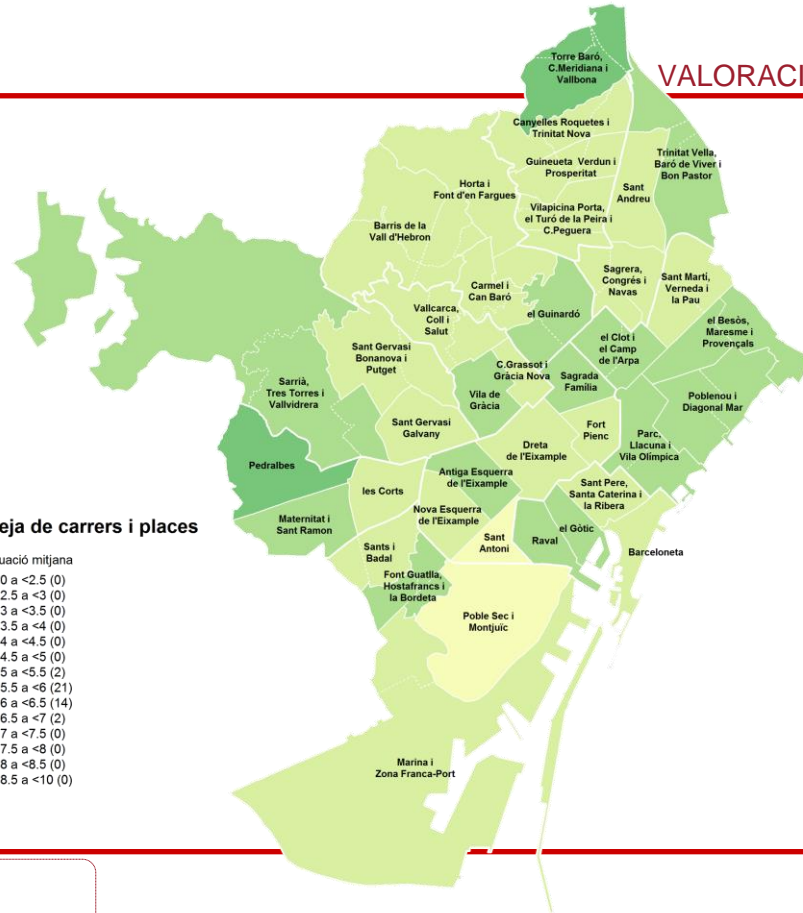 VALORACI
Torre Baró,
C.Meridiana i
Vallbona
Canyelles Roquetes i
Trinitat Nova
Trinitat Vella,
Baró de Viver i
Bon Pastor
Guineueta Verdun i
Prosperitat
Sant
Andreu
Horta i
Font d'en Fargues
Vilapicina Porta,
el Turó de la Peira i
C.Peguera
Barris de la
Vall d'Hebron
Sagrera,
Congrés i
Navas
Sant Martí,
Verneda i
la Pau
Carmel i
Can Baró
Vallcarca,
Coll i
Salut
el Guinardó
el Besòs,
Maresme i
Provençals
el Clot i
el Camp
de l'Arpa
Sant Gervasi
Bonanova i
Putget
C.Grassot i
Gràcia Nova
Sagrada
Família
Sarrià,
Tres Torres i
Vallvidrera
Vila de
Gràcia
Poblenou i
Diagonal Mar
Sant Gervasi
Galvany
Fort
Pienc
Parc,
Llacuna i
Vila Olímpica
Dreta
de l'Eixample
Pedralbes
Antiga Esquerra
de l'Eixample
les Corts
Sant Pere,
Santa Caterina i
la Ribera
Maternitat i
Sant Ramon
Nova Esquerra
de l'Eixample
el Gòtic
Sant
Antoni
Raval
Barceloneta
Sants i
Badal
Font Guatlla,
Hostafrancs i
la Bordeta
Poble Sec i
Montjuïc
Marina i
Zona Franca-Port
eja de carrers i places
uació mitjana
0 a <2.5 (0)
2.5 a <3 (0)
3 a <3.5 (0)
3.5 a <4 (0)
4 a <4.5 (0)
4.5 a <5 (0)
5 a <5.5 (2)
5.5 a <6 (21)
6 a <6.5 (14)
6.5 a <7 (2)
7 a <7.5 (0)
7.5 a <8 (0)
8 a <8.5 (0)
8.5 a <10 (0)